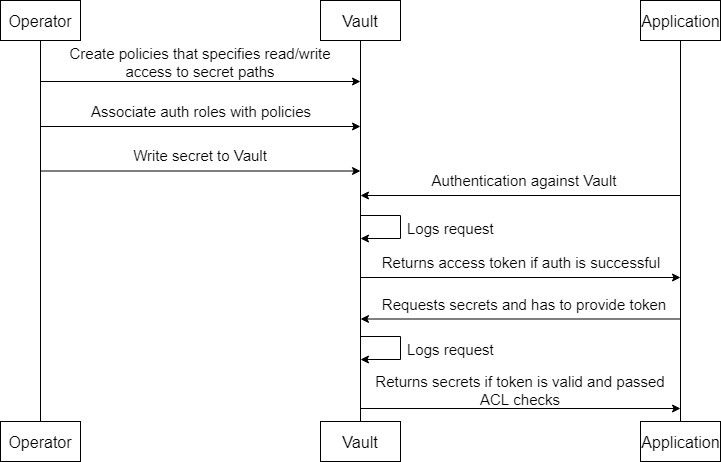 Operator
Vault
Application
Create policies that specifies read/write
access to secret paths
Associate auth roles with policies
Write secret to Vault
Authentication against Vault
Logs request
Returns access token if auth is successful
Requests secrets and has to provide token
Logs request
Returns secrets if token is valid and passed
ACL checks
Operator
Vault
Application